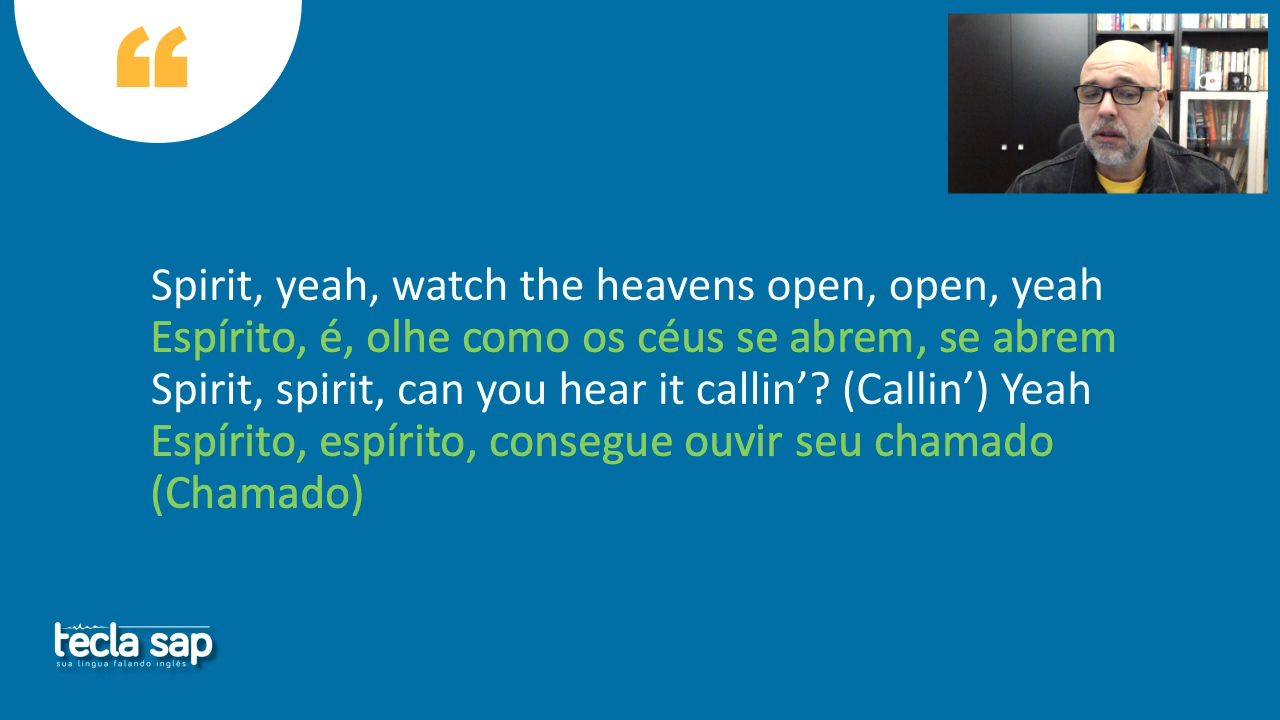 Spirit, yeah, watch the heavens open, open, yeah
Espírito, é, olhe como os céus se abrem, se abrem
Spirit, spirit, can you hear it callin’? (Callin’) Yeah
Espírito, espírito, consegue ouvir seu chamado
(Chamado)
tecla sap
sua língua falando inglês